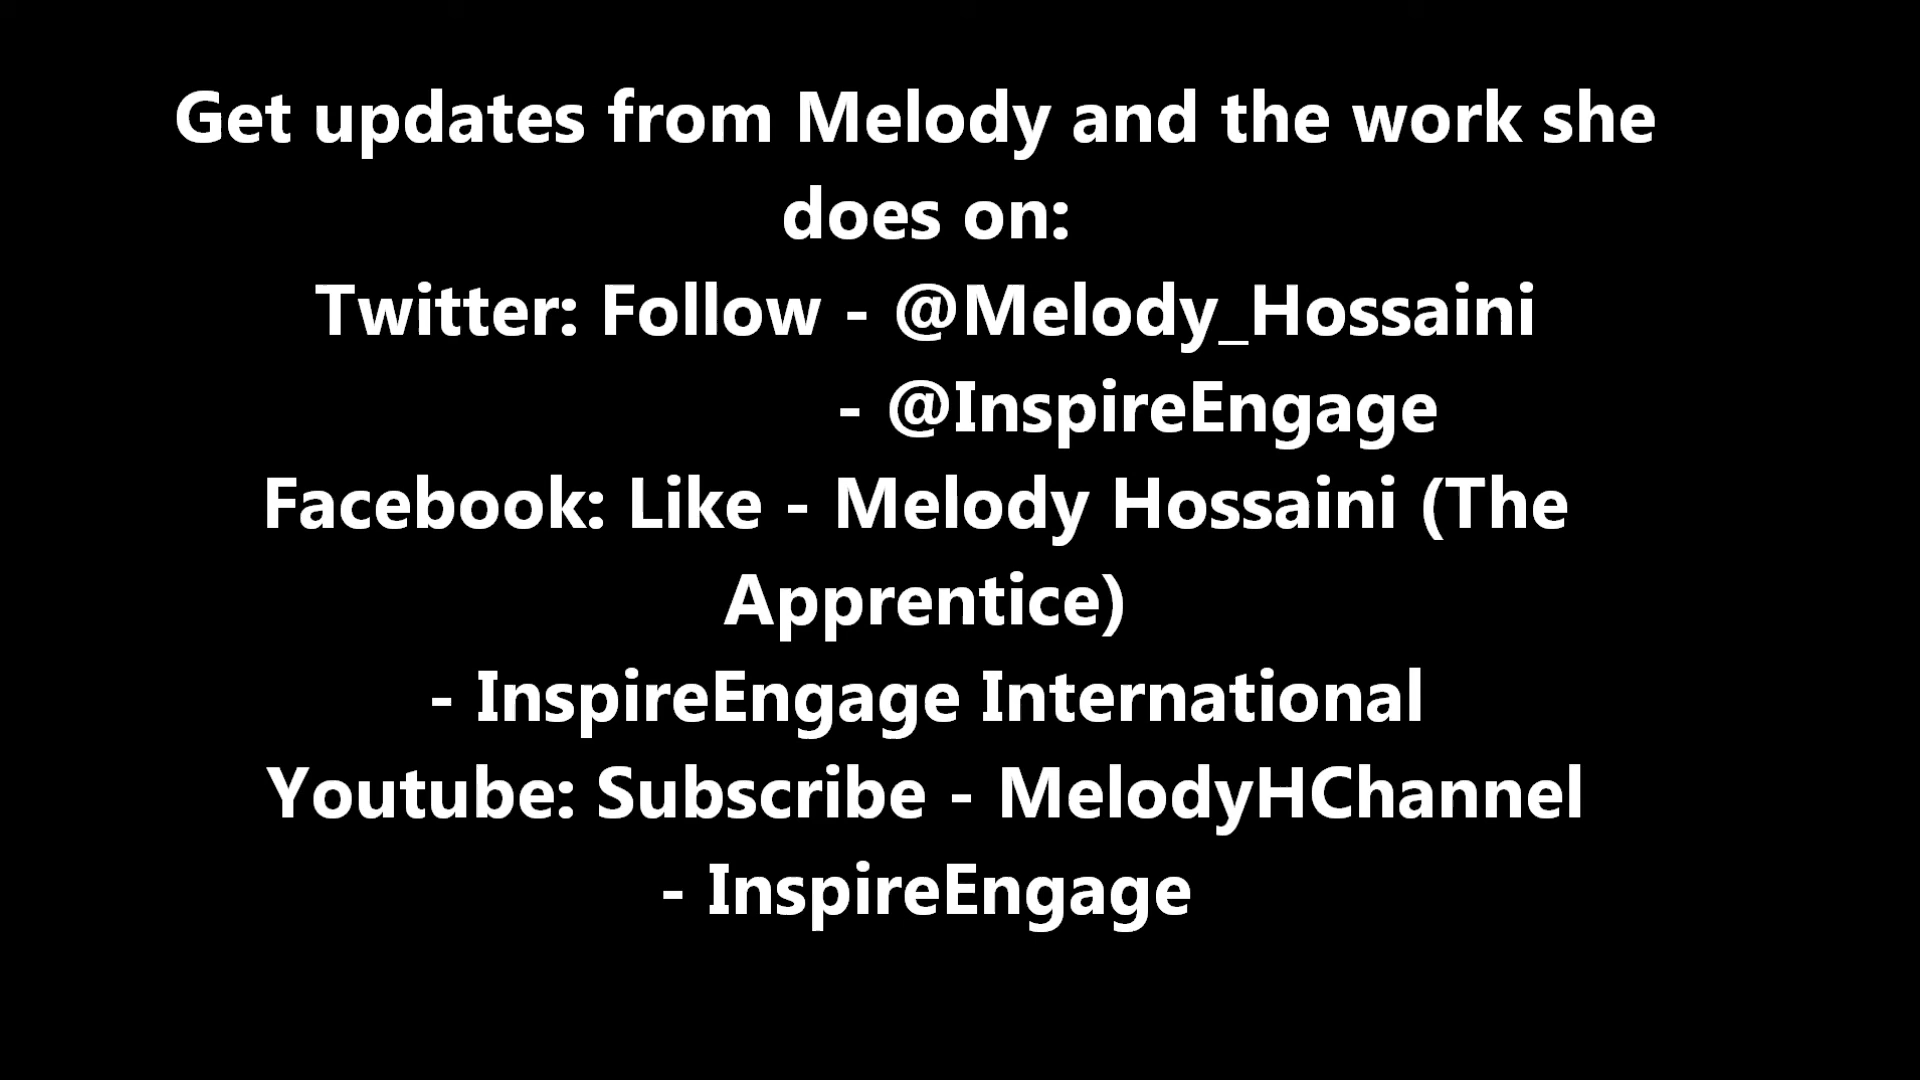 Get updates from Melody and the work she
does on:
Twitter: Follow - @Melody_Hossaini
- @InspireEngage
Facebook: Like - Melody Hossaini (The
Apprentice)
- InspireEngage International
Youtube: Subscribe - MelodyHChannel
- InspireEngage